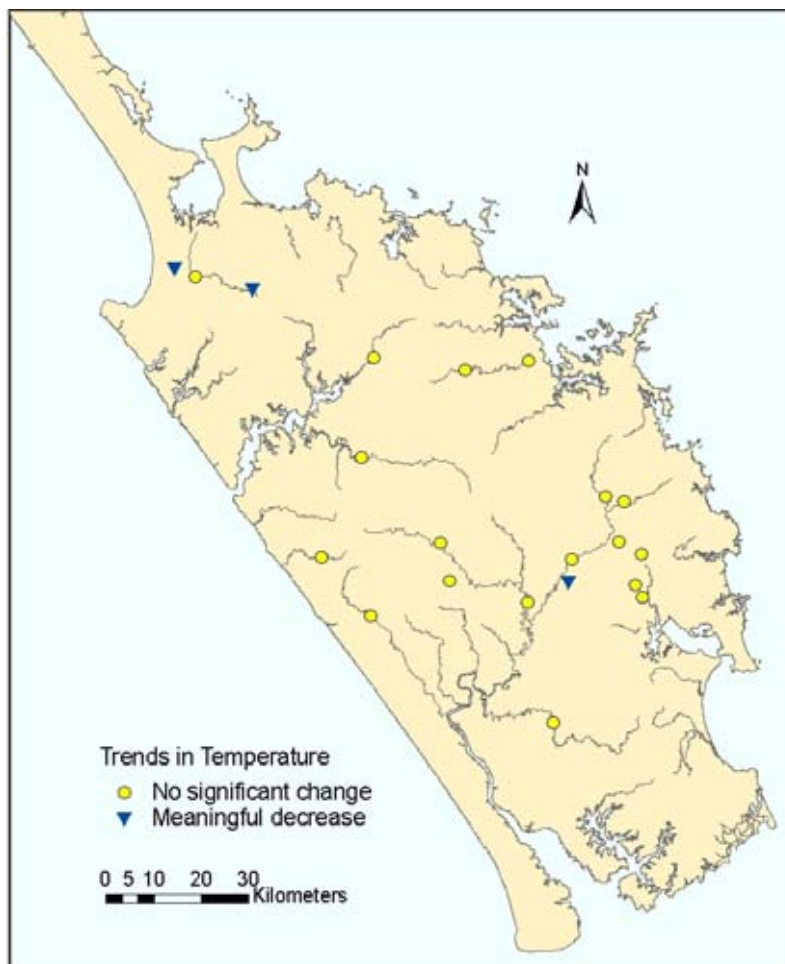 N
Trends in Temperature
No significant change
Meaningful decrease
0 5 10 20 30
Kilometers